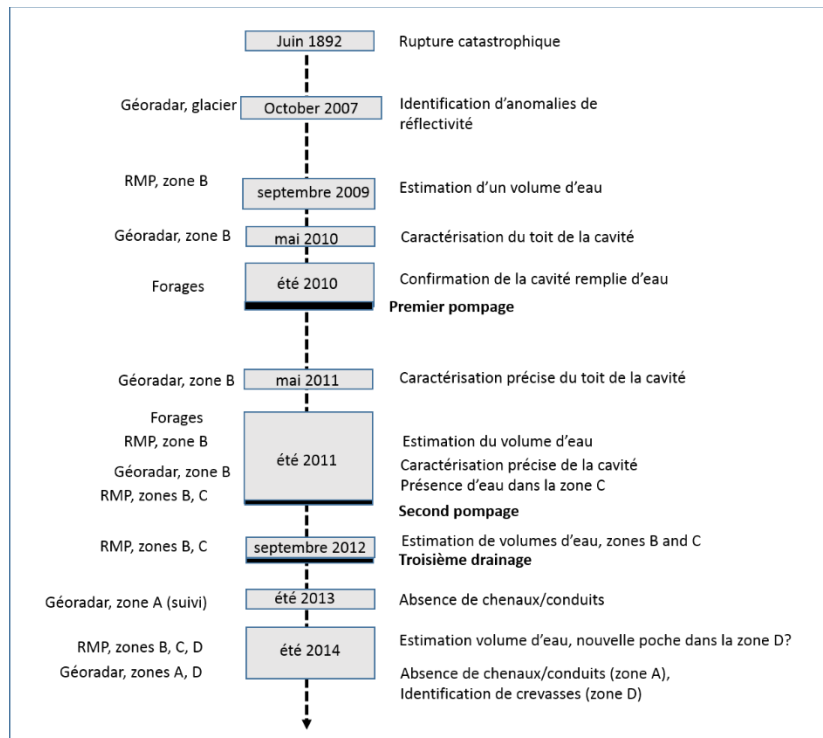 Juin 1892 Rupture catastrophique
Géoradar, glacier October 2007 Identification d'anomalies de
réflectivité
RMP, zone B septembre 2009 Estimation d'un volume d'eau
Géoradar, zone B mai 2010 Caractérisation du toit de la cavité
Forages été 2010 Confirmation de la cavité remplie d'eau
Premier pompage
Géoradar, zone B mai 2011 Caractérisation précise du toit de la cavité
Forages
RMP, zone B Estimation du volume d'eau
été 2011
Géoradar, zone B Caractérisation précise de la cavité
RMP, zones B, C Présence d'eau dans la zone C
Second pompage
RMP, zones B, C septembre 2012 Estimation de volumes d'eau, zones B and C
Troisième drainage
Géoradar, zone A (suivi) été 2013 Absence de chenaux/conduits
RMP, zones B, C, D été 2014 Estimation volume d'eau, nouvelle poche dans la zone D?
Géoradar, zones A, D Absence de chenaux/conduits (zone A),
Identification de crevasses (zone D)